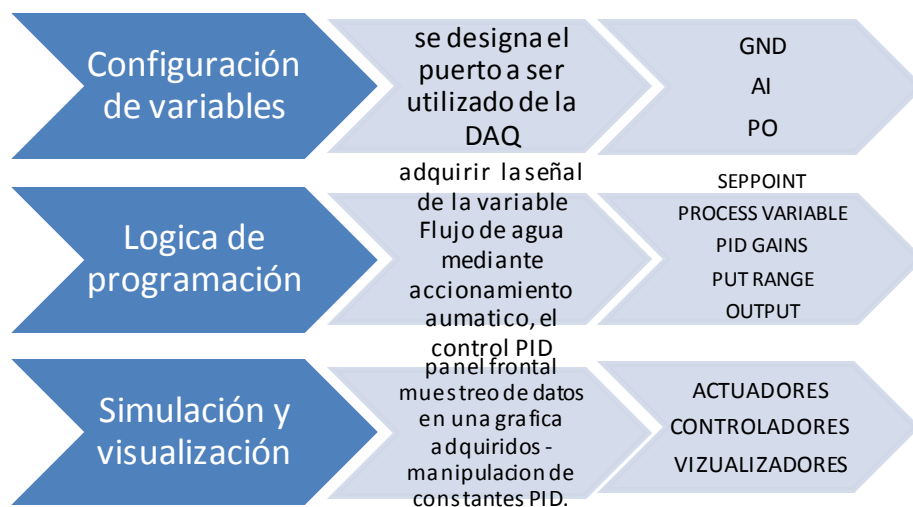 Configuración
de variables
se designa el
puerto a ser
utilizado de la
DAQ
GND
AI
PO
Logica de
programación
adquirir la señal
de la variable
Flujo de agua
mediante
accionamiento
aumatico, el
control PID
SEPPOINT
PROCESS VARIABLE
PID GAINS
PUT RANGE
OUTPUT
Simulación y
visualización
panel frontal
muestreo de datos
en una grafica
adquiridos -
manipulacion de
constantes PID.
ACTUADORES
CONTROLADORES
VIZUALIZADORES